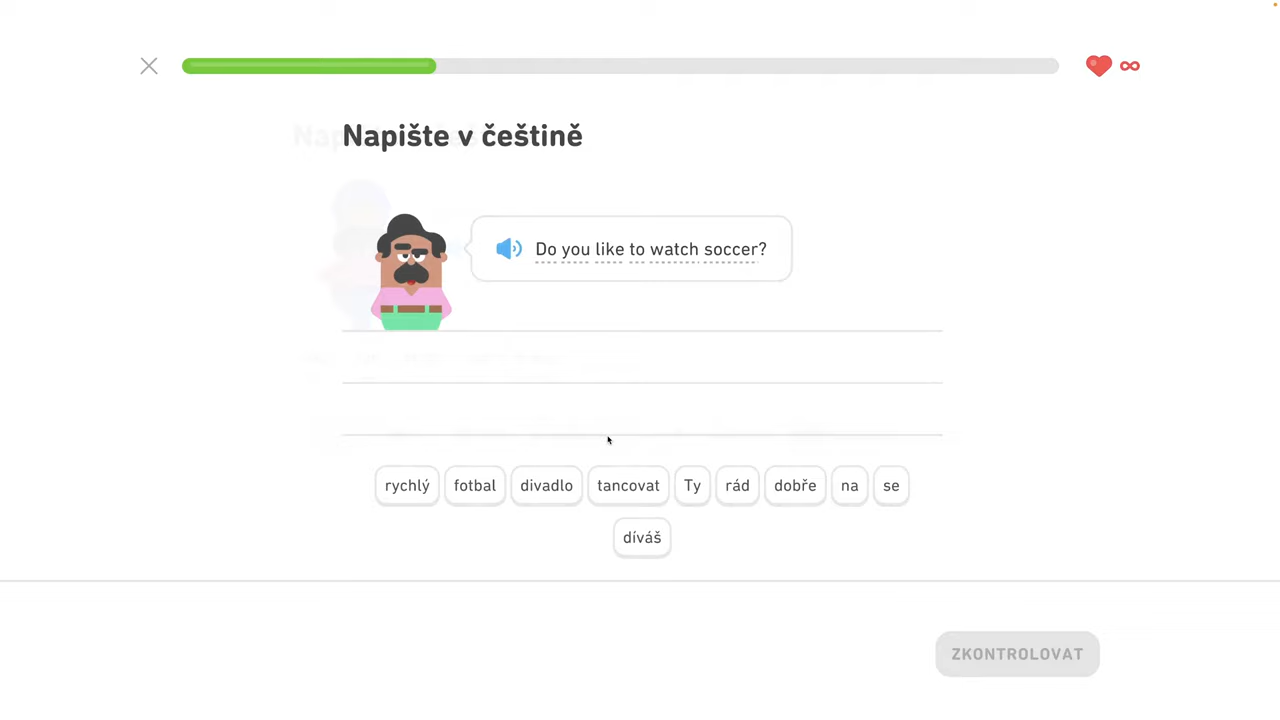 Napište v češtině
Do you like to watch soccer?
rychlý fotbal divadlo tancovat Ty rád dobře na se
díváš
ZKONTROLOVAT